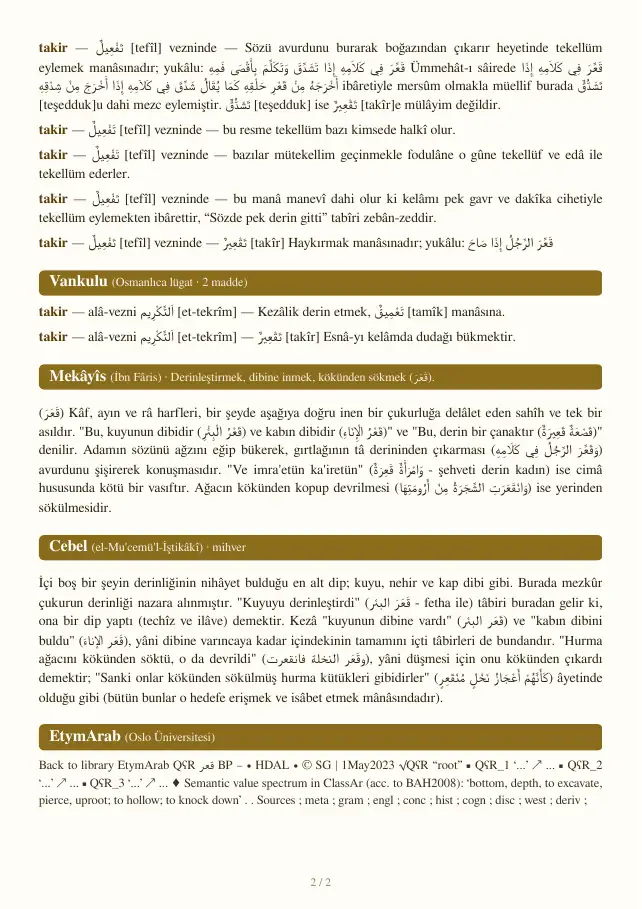 takir — تَفْعِيلٌ [tefîl] vezninde — Sözü avurdunu burarak boğazından çıkarır heyetinde tekellüm
eylemek manâsınadır; yukâlu: قَعَّرَ فِي كَلَامِهِ إِذَا تَشَدَّقَ وَتَكَلَّمَ بِأَقْصَى فَمِهِ Ümmehât-ı sâirede قَعَّرَ فِي كَلَامِهِ إِذَا
تَشَدَّقَ أَخْرَجَهُ مِنْ قَعْرِ حَلْقِهِ كَمَا يُقَالُ شَدَّقَ فِي كَلَامِهِ إِذَا أَخْرَجَ مِنْ شِدْقِهِ ibâretiyle mersûm olmakla müellif burada
[teşedduk]u dahi mezc eylemiştir. تَشَدُّقٌ [teşedduk] ise تَقْعِيرٌ [takîr]e mülâyim değildir.
takir — تَفْعِيلٌ [tefîl] vezninde — bu resme tekellüm bazı kimsede halkî olur.
takir — تَفْعِيلٌ [tefîl] vezninde — bazılar mütekellim geçinmekle fodulâne o gûne tekellüf ve edâ ile
tekellüm ederler.
takir — تَفْعِيلٌ [tefîl] vezninde — bu manâ manevî dahi olur ki kelâmı pek gavr ve dakîka cihetiyle
tekellüm eylemekten ibârettir, “Sözde pek derin gitti” tabîri zebân-zeddir.
takir — تَفْعِيلٌ [tefîl] vezninde — تَقْعِيرٌ [takîr] Haykırmak manâsınadır; yukâlu: قَعَّرَ الرَّجُلُ إِذَا صَاحَ
Vankulu (Osmanlıca lügat · 2 madde)
takir — alâ-vezni اَلتَّكْرِيم [et-tekrîm] — Kezâlik derin etmek, تَعْمِيقٌ [tamîk] manâsına.
takir — alâ-vezni اَلتَّكْرِيم [et-tekrîm] — تَقْعِيرٌ [takîr] Esnâ-yı kelâmda dudağı bükmektir.
Mekâyîs (İbn Fâris) · Derinleştirmek, dibine inmek, kökünden sökmek (قَعَرَ).
(قَعَرَ) Kâf, ayın ve râ harfleri, bir şeyde aşağıya doğru inen bir çukurluğa delâlet eden sahîh ve tek bir
asıldır. "Bu, kuyunun dibidir (قَعْرُ الْبِئْرِ) ve kabın dibidir (قَعْرُ الْإِنَاءِ)" ve "Bu, derin bir çanaktır (قَصْعَةٌ قَعِيرَةٌ)"
denilir. Adamın sözünü ağzını eğip bükerek, gırtlağının tâ derininden çıkarması (وَقَعَّرَ الرَّجُلُ فِي كَلَامِهِ)
avurdunu şişirerek konuşmasıdır. "Ve imra'etün ka'iretün" (وَامْرَأَةٌ قَعِرَةٌ - şehveti derin kadın) ise cimâ
hususunda kötü bir vasıftır. Ağacın kökünden kopup devrilmesi (وَانْقَعَرَتِ الشَّجَرَةُ مِنْ أَرُومَتِهَا) ise yerinden
sökülmesidir.
Cebel (el-Mu'cemü'l-İştikâkî) · mihver
İçi boş bir şeyin derinliğinin nihâyet bulduğu en alt dip; kuyu, nehir ve kap dibi gibi. Burada mezkûr
çukurun derinliği nazara alınmıştır. "Kuyuyu derinleştirdi" (قَعَرَ البئر - fetha ile) tâbiri buradan gelir ki,
ona bir dip yaptı (techîz ve ilâve) demektir. Kezâ "kuyunun dibine vardı" (قعر البئر) ve "kabın dibini
buldu" (قَعَر الإناءَ), yâni dibine varıncaya kadar içindekinin tamamını içti tâbirleri de bundandır. "Hurma
ağacını kökünden söktü, o da devrildi" (وقَعر النخلة فانقعرت), yâni düşmesi için onu kökünden çıkardı
demektir; "Sanki onlar kökünden sökülmüş hurma kütükleri gibidirler" (كَأَنَّهُمْ أَعْجَازُ نَخْلٍ مُنْقَعِرٍ) âyetinde
olduğu gibi (bütün bunlar o hedefe erişmek ve isâbet etmek mânâsındadır).
EtymArab (Oslo Üniversitesi)
Back to library EtymArab QʕR قعر BP – • HDAL • © SG | 1May2023 √QʕR “root” ▪ QʕR_1 ‘...’ ↗ ... ▪ QʕR_2
‘...’ ↗ ... ▪ QʕR_3 ‘...’ ↗ ... ♦ Semantic value spectrum in ClassAr (acc. to BAH2008): ‘bottom, depth, to excavate,
pierce, uproot; to hollow; to knock down’ . . Sources ; meta ; gram ; engl ; conc ; hist ; cogn ; disc ; west ; deriv ;
2 / 2